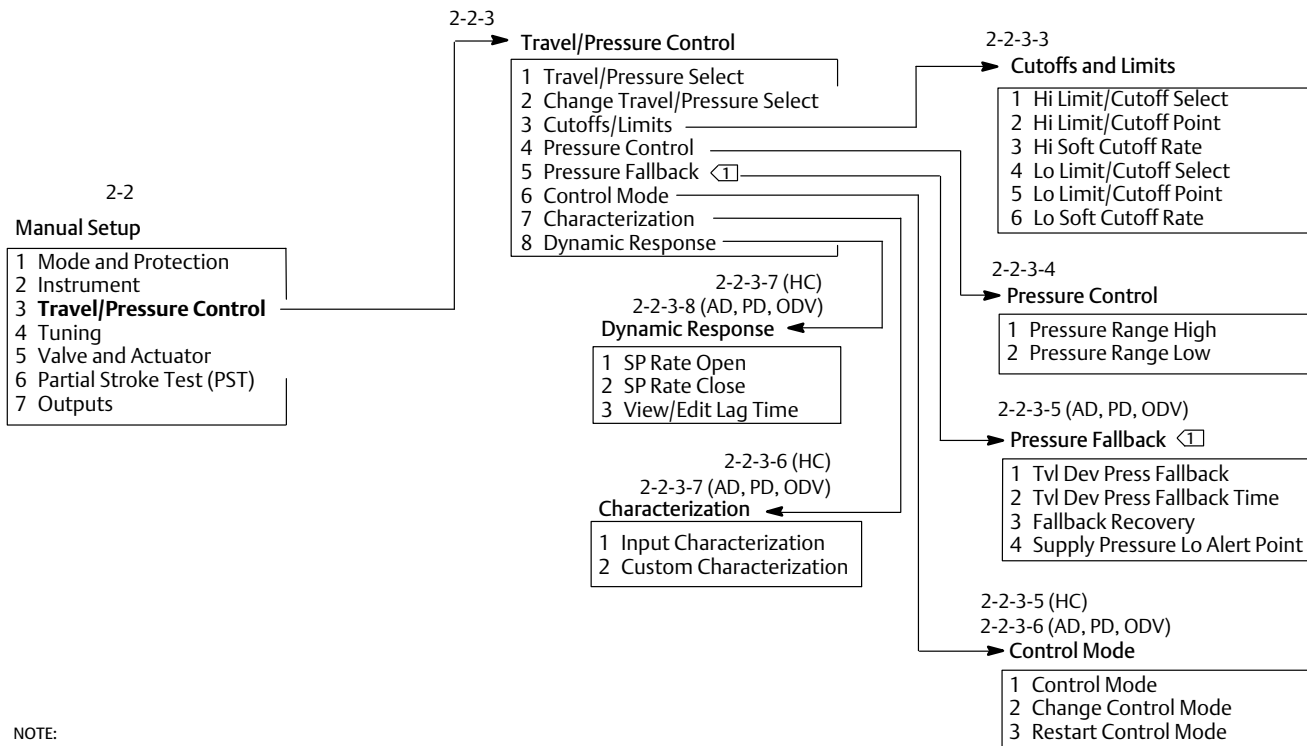 2-2
Manual Setup
1 Mode and Protection
2 Instrument
3 Travel/Pressure Control
4 Tuning
5 Valve and Actuator
6 Partial Stroke Test (PST)
7 Outputs
2-2-3
Travel/Pressure Control
1 Travel/Pressure Select
2 Change Travel/Pressure Select
3 Cutoffs/Limits
4 Pressure Control
5 Pressure Fallback 1
6 Control Mode
7 Characterization
8 Dynamic Response
2-2-3-7 (HC)
2-2-3-8 (AD, PD, ODV)
Dynamic Response
1 SP Rate Open
2 SP Rate Close
3 View/Edit Lag Time
2-2-3-6 (HC)
2-2-3-7 (AD, PD, ODV)
Characterization
1 Input Characterization
2 Custom Characterization
2-2-3-3
Cutoffs and Limits
1 Hi Limit/Cutoff Select
2 Hi Limit/Cutoff Point
3 Hi Soft Cutoff Rate
4 Lo Limit/Cutoff Select
5 Lo Limit/Cutoff Point
6 Lo Soft Cutoff Rate
2-2-3-4
Pressure Control
1 Pressure Range High
2 Pressure Range Low
2-2-3-5 (AD, PD, ODV)
Pressure Fallback 1
1 Tvl Dev Press Fallback
2 Tvl Dev Press Fallback Time
3 Fallback Recovery
4 Supply Pressure Lo Alert Point
2-2-3-5 (HC)
2-2-3-6 (AD, PD, ODV)
Control Mode
1 Control Mode
2 Change Control Mode
3 Restart Control Mode
NOTE: